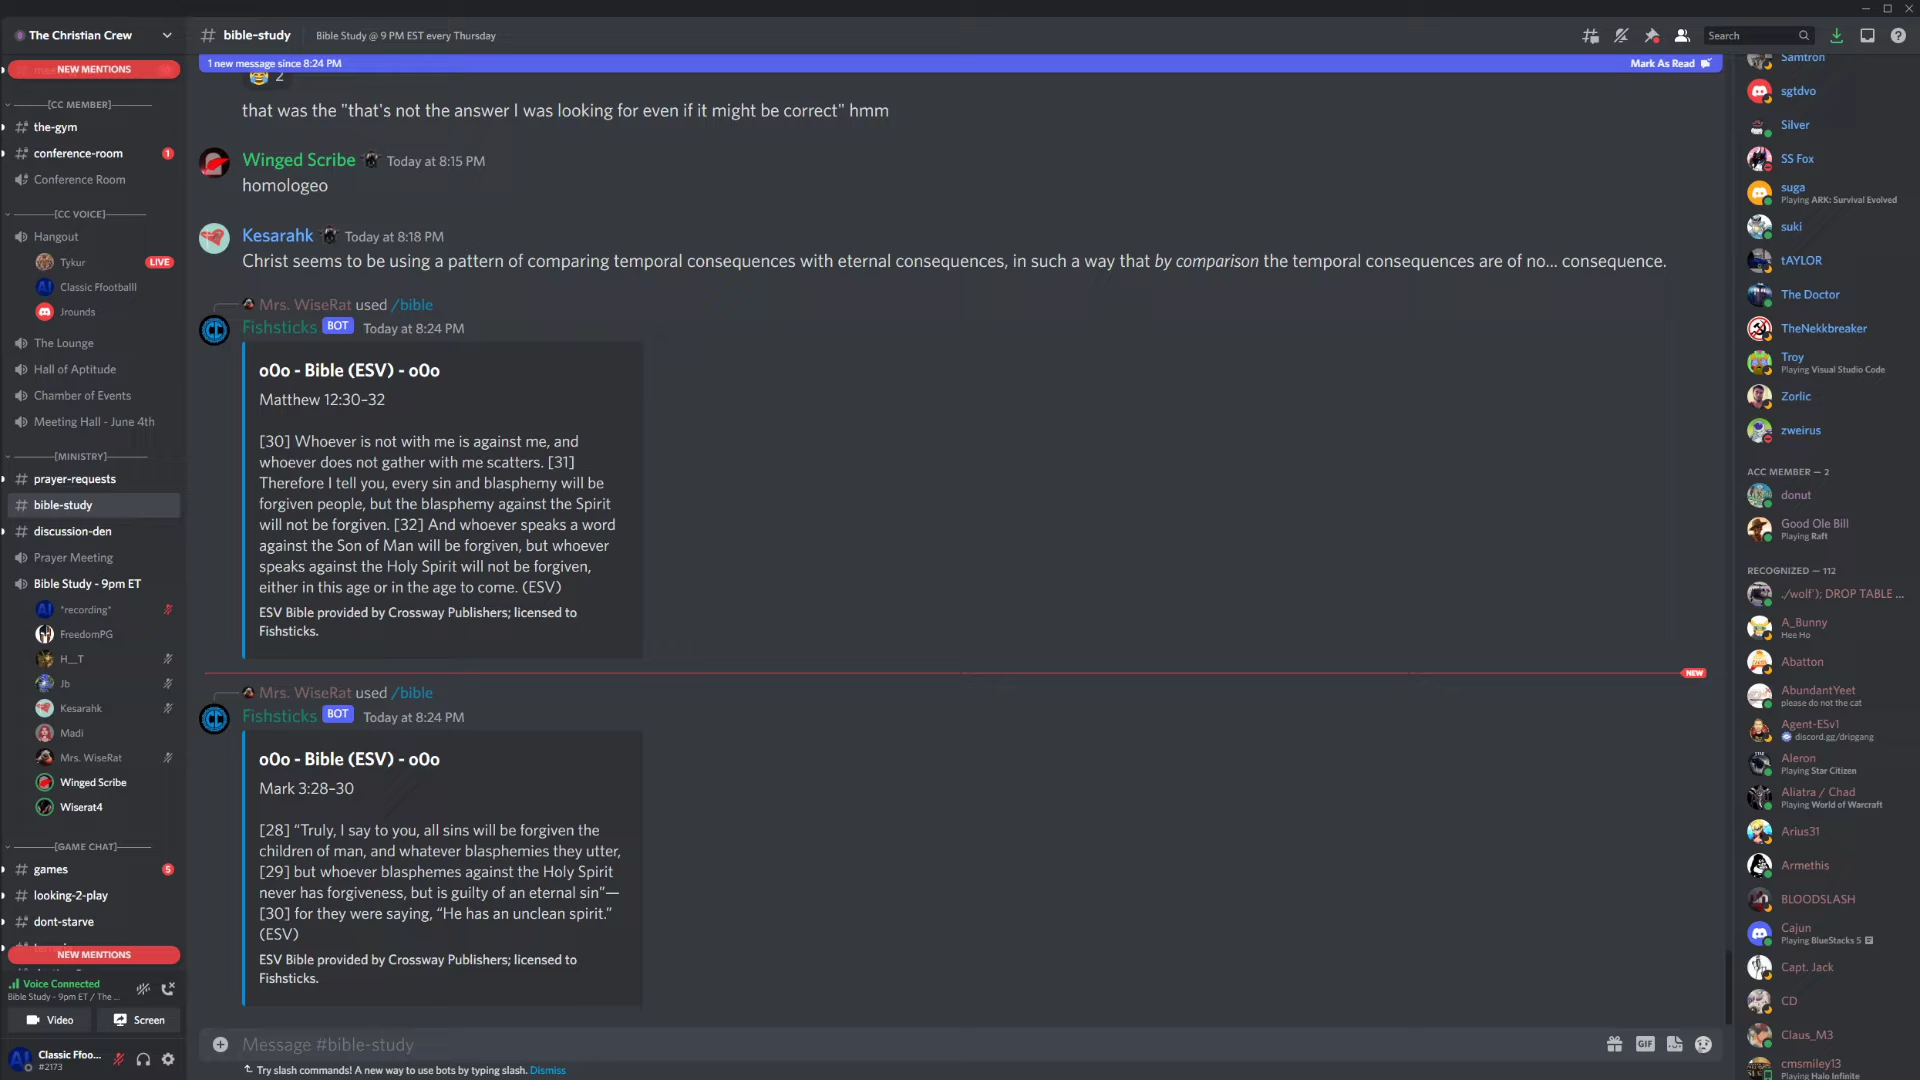 The Christian Crew
NEW MENTIONS
[CC MEMBER]
the-gym
conference-room
1
Conference Room
[CC VOICE]
Hangout
Tykur
LIVE
Classic Ffootballl
Jrounds
The Lounge
Hall of Aptitude
Chamber of Events
Meeting Hall - June 4th
[MINISTRY]
prayer-requests
bible-study
discussion-den
Prayer Meeting
Bible Study - 9pm ET
*recording*
FreedomPG
H__T
Jb
Kesarahk
Madi
Mrs. WiseRat
Winged Scribe
Wiserat4
[GAME CHAT]
games
5
looking-2-play
dont-starve
NEW MENTIONS
Voice Connected
Bible Study - 9pm ET / The ...
Video
Screen
Classic Ffoo...
#2173
# bible-study
Bible Study @ 9 PM EST every Thursday
Search
1 new message since 8:24 PM
Mark As Read
2
that was the "that's not the answer I was looking for even if it might be correct" hmm
Winged Scribe Today at 8:15 PM
homologeo
Kesarahk Today at 8:18 PM
Christ seems to be using a pattern of comparing temporal consequences with eternal consequences, in such a way that by comparison the temporal consequences are of no... consequence.
Mrs. WiseRat used /bible
Fishsticks BOT Today at 8:24 PM
oOo - Bible (ESV) - oOo
Matthew 12:30–32
[30] Whoever is not with me is against me, and
whoever does not gather with me scatters. [31]
Therefore I tell you, every sin and blasphemy will be
forgiven people, but the blasphemy against the Spirit
will not be forgiven. [32] And whoever speaks a word
against the Son of Man will be forgiven, but whoever
speaks against the Holy Spirit will not be forgiven,
either in this age or in the age to come. (ESV)
ESV Bible provided by Crossway Publishers; licensed to
Fishsticks.
NEW
Mrs. WiseRat used /bible
Fishsticks BOT Today at 8:24 PM
oOo - Bible (ESV) - oOo
Mark 3:28–30
[28] “Truly, I say to you, all sins will be forgiven the
children of man, and whatever blasphemies they utter,
[29] but whoever blasphemes against the Holy Spirit
never has forgiveness, but is guilty of an eternal sin”—
[30] for they were saying, “He has an unclean spirit.”
(ESV)
ESV Bible provided by Crossway Publishers; licensed to
Fishsticks.
Message #bible-study
GIF
Try slash commands! A new way to use bots by typing slash. Dismiss
Samtron
sgtdvo
Silver
SS Fox
suga
Playing ARK: Survival Evolved
suki
tAYLOR
The Doctor
TheNekkbreaker
Troy
Playing Visual Studio Code
Zorlic
zweirus
ACC MEMBER — 2
donut
Good Ole Bill
Playing Raft
RECOGNIZED — 112
./wolf'); DROP TABLE ...
A_Bunny
Hee Ho
Abatton
AbundantYeet
please do not the cat
Agent-ESv1
discord.gg/dripgang
Aleron
Playing Star Citizen
Aliatra / Chad
Playing World of Warcraft
Arius31
Armethis
BLOODSLASH
Cajun
Playing BlueStacks 5
Capt. Jack
CD
Claus_M3
cmsmiley13
Playing Halo Infinite